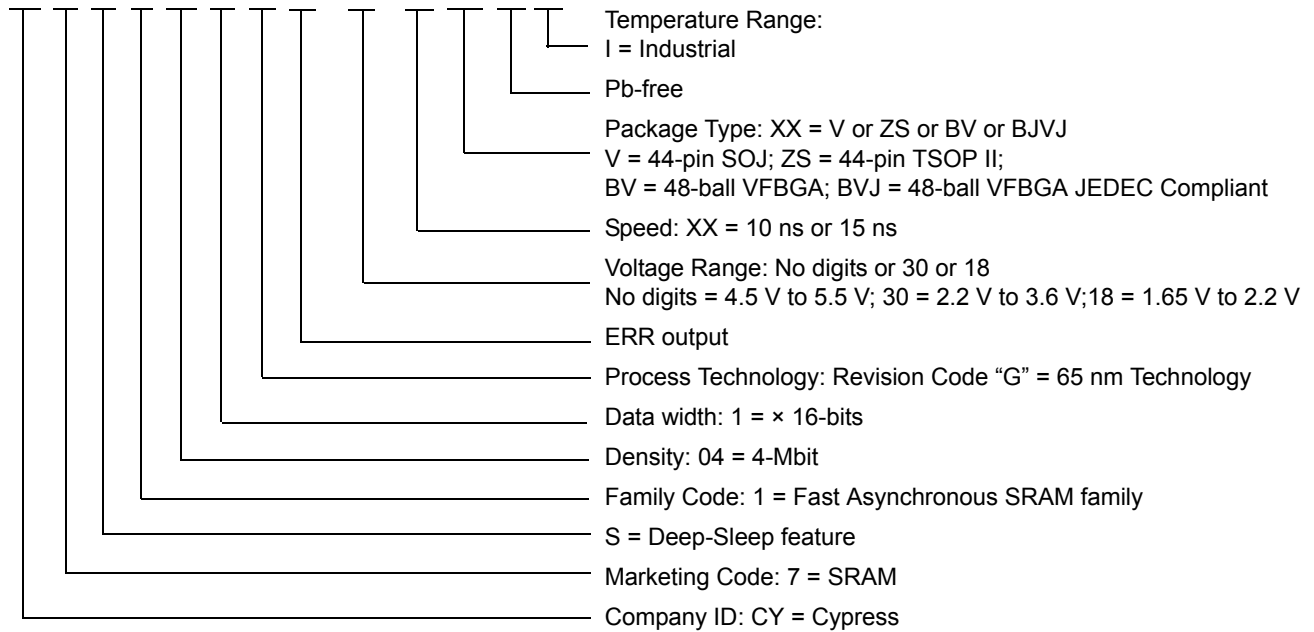 Temperature Range:
I = Industrial
Pb-free
Package Type: XX = V or ZS or BV or BJVJ
V = 44-pin SOJ; ZS = 44-pin TSOP II;
BV = 48-ball VFBGA; BVJ = 48-ball VFBGA JEDEC Compliant
Speed: XX = 10 ns or 15 ns
Voltage Range: No digits or 30 or 18
No digits = 4.5 V to 5.5 V; 30 = 2.2 V to 3.6 V;18 = 1.65 V to 2.2 V
ERR output
Process Technology: Revision Code “G” = 65 nm Technology
Data width: 1 = × 16-bits
Density: 04 = 4-Mbit
Family Code: 1 = Fast Asynchronous SRAM family
S = Deep-Sleep feature
Marketing Code: 7 = SRAM
Company ID: CY = Cypress